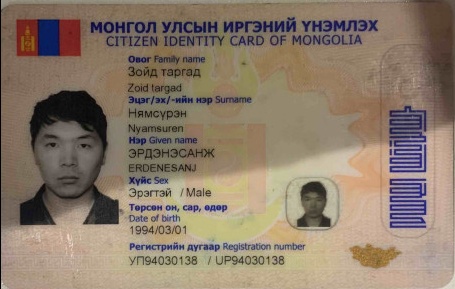 МОНГОЛ УЛСЫН ИРГЭНИЙ ҮНЭМЛЭХ
CITIZEN IDENTITY CARD OF MONGOLIA
Овог Family name
Зойд таргад
Zoid targad
Эцэг/эх/-ийн нэр Surname
Нямсүрэн
Nyamsuren
Нэр Given name
ЭРДЭНЭСАНЖ
ERDENESANJ
Хүйс Sex
Эрэгтэй / Male
Төрсөн он, сар, өдөр
Date of birth
1994/03/01
Регистрийн дугаар Registration number
УП94030138 / UP94030138